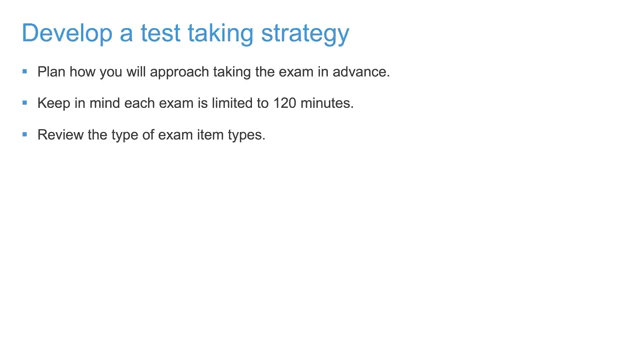 Develop a test taking strategy
▪ Plan how you will approach taking the exam in advance.
▪ Keep in mind each exam is limited to 120 minutes.
▪ Review the type of exam item types.